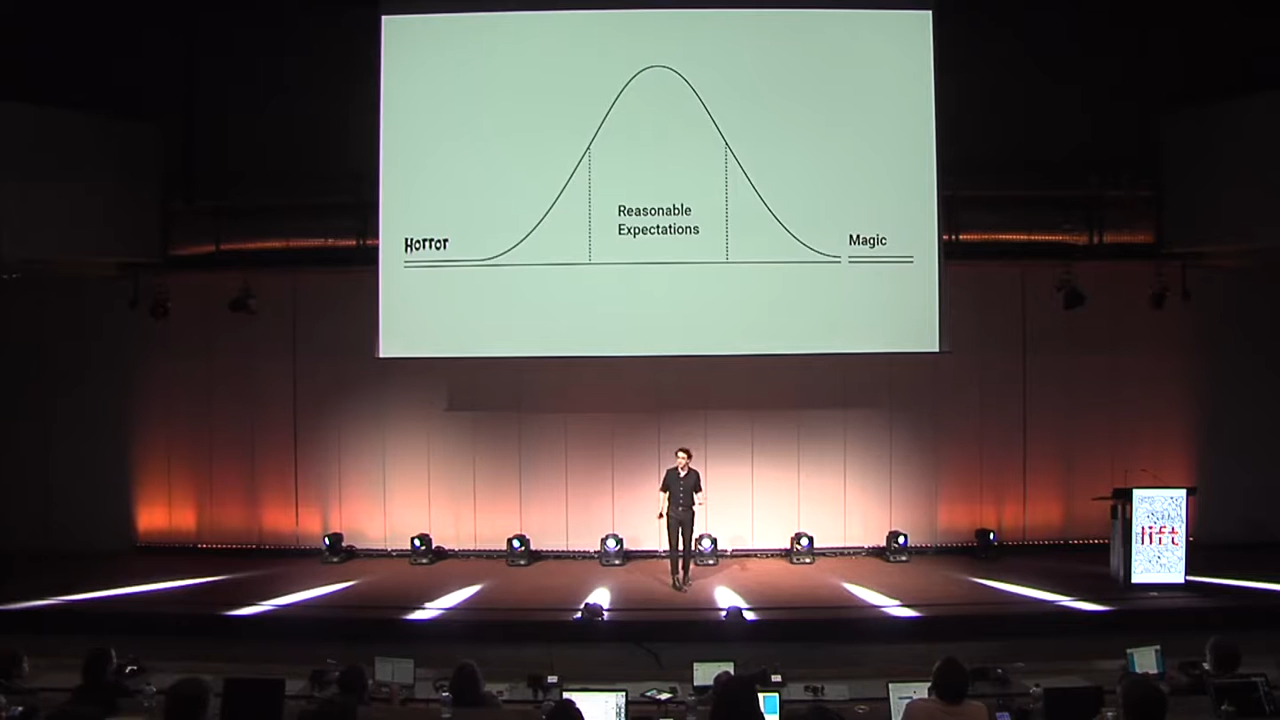 Reasonable
Expectations
Horror
Magic
lift